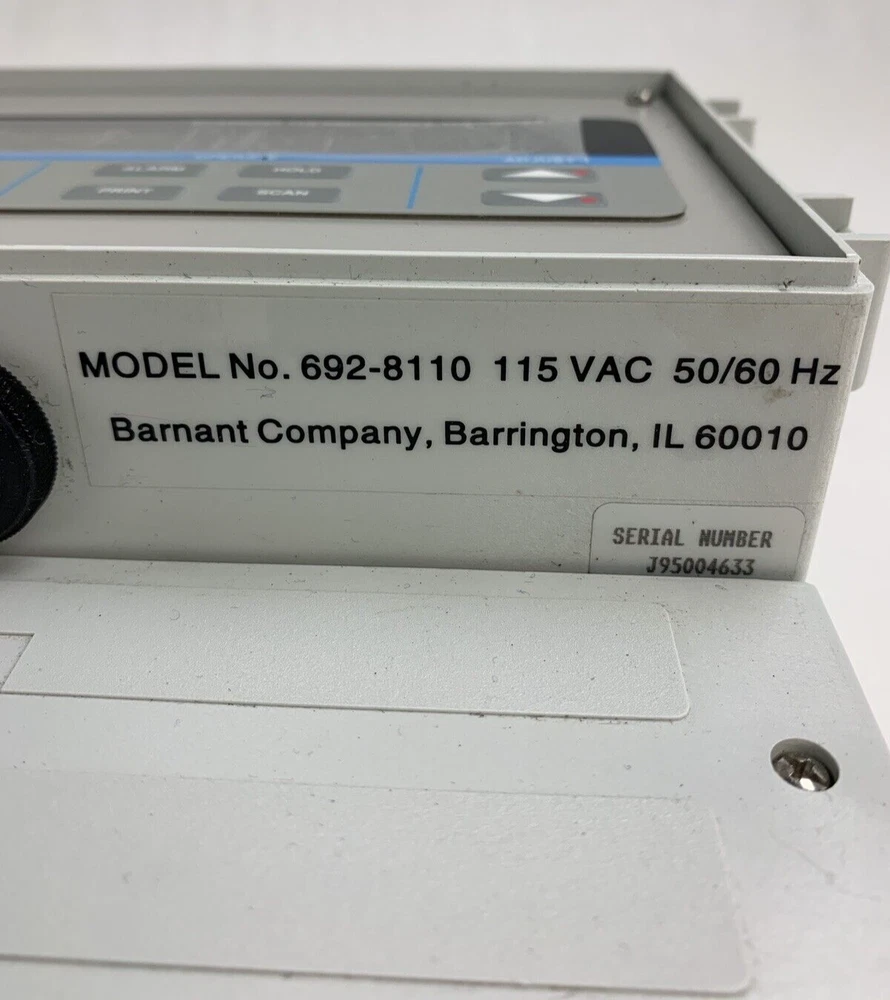 ALARM HOLD
PRINT SCAN
MODEL No. 692-8110 115 VAC 50/60 Hz
Barnant Company, Barrington, IL 60010
SERIAL NUMBER
J95004633